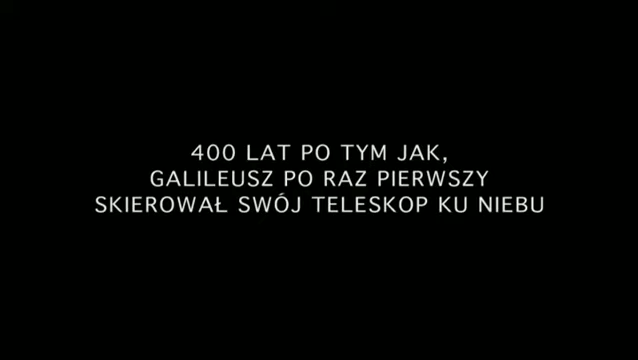 400 LAT PO TYM JAK,
GALILEUSZ PO RAZ PIERWSZY
SKIEROWAŁ SWÓJ TELESKOP KU NIEBU